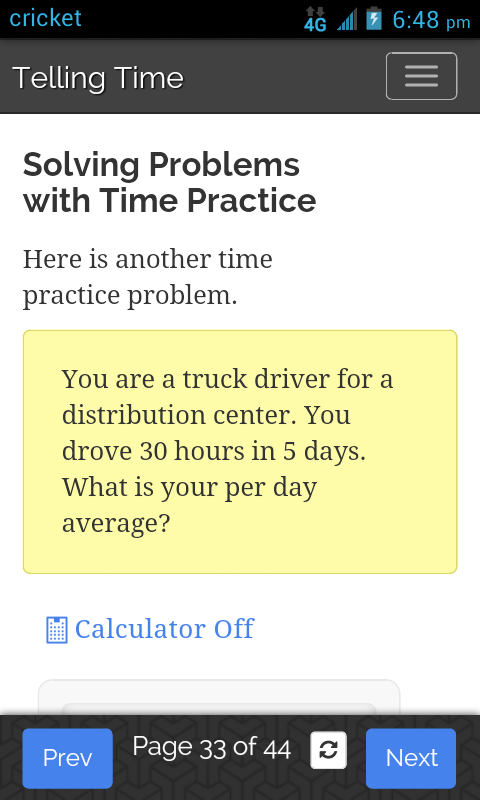 cricket 4G 6:48 pm
Telling Time
Solving Problems
with Time Practice
Here is another time
practice problem.
You are a truck driver for a
distribution center. You
drove 30 hours in 5 days.
What is your per day
average?
Calculator Off
Prev Page 33 of 44 Next